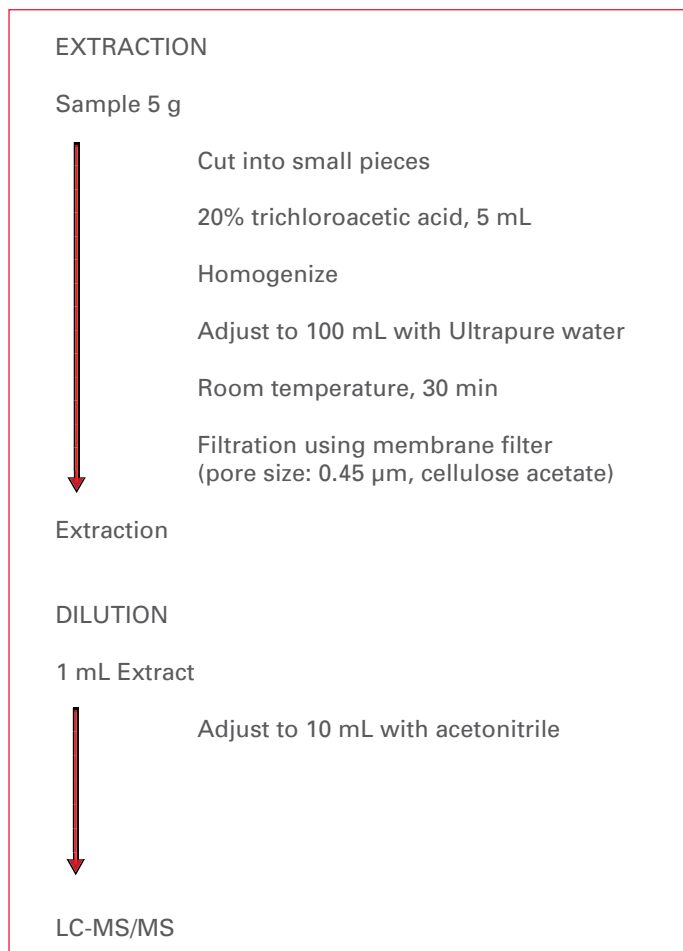 EXTRACTION
Sample 5 g
Cut into small pieces
20% trichloroacetic acid, 5 mL
Homogenize
Adjust to 100 mL with Ultrapure water
Room temperature, 30 min
Filtration using membrane filter
(pore size: 0.45 µm, cellulose acetate)
Extraction
DILUTION
1 mL Extract
Adjust to 10 mL with acetonitrile
LC-MS/MS